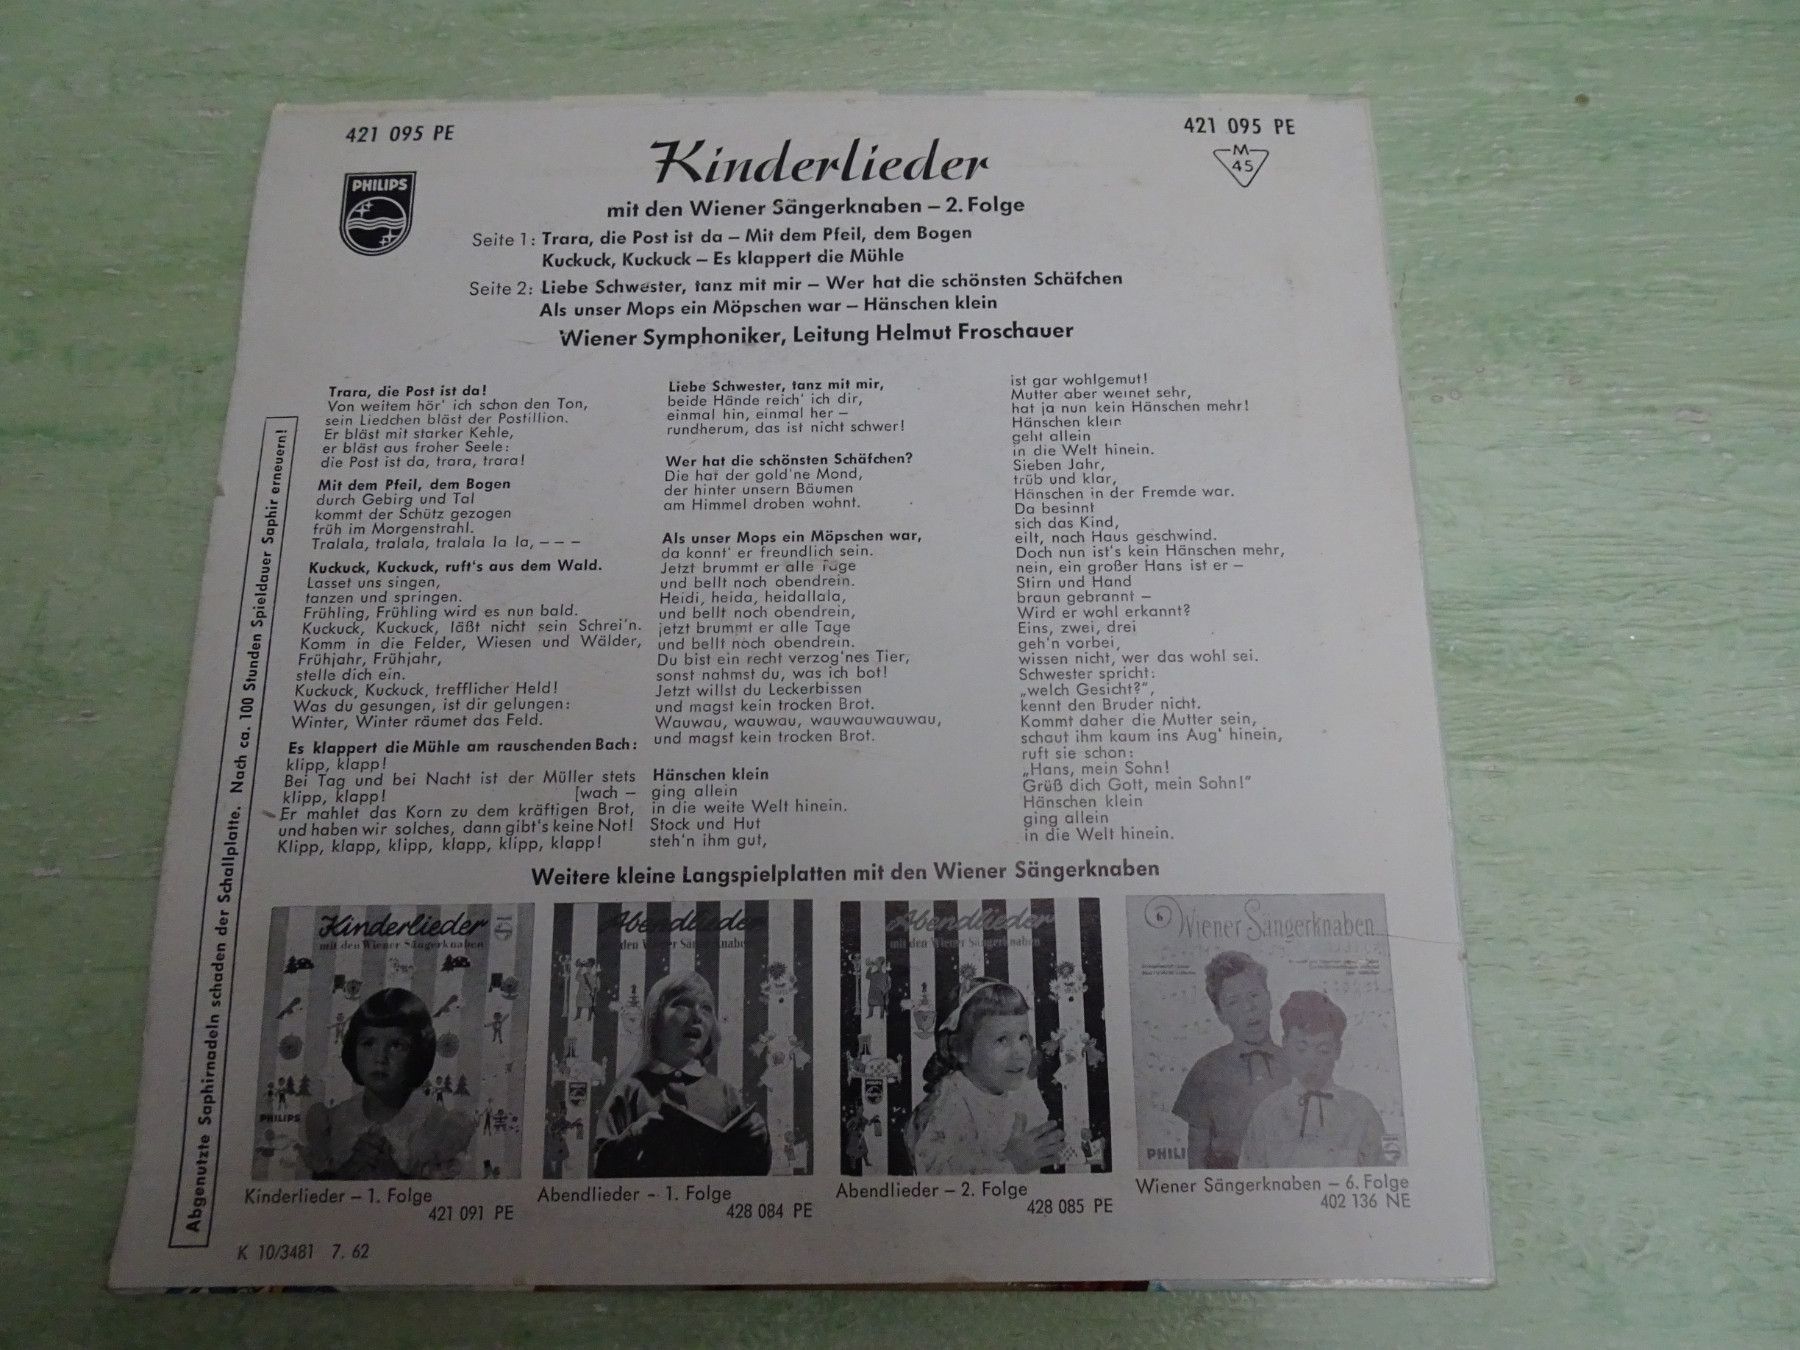 421 095 PE
421 095 PE
PHILIPS
M
45
Kinderlieder
mit den Wiener Sängerknaben – 2. Folge
Seite 1: Trara, die Post ist da – Mit dem Pfeil, dem Bogen
Kuckuck, Kuckuck – Es klappert die Mühle
Seite 2: Liebe Schwester, tanz mit mir – Wer hat die schönsten Schäfchen
Als unser Mops ein Möpschen war – Hänschen klein
Wiener Symphoniker, Leitung Helmut Froschauer
Abgenutzte Saphirnadeln schaden der Schallplatte. Nach ca. 100 Stunden Spieldauer Saphir erneuern!
Trara, die Post ist da!
Von weitem hör' ich schon den Ton,
sein Liedchen bläst der Postillion.
Er bläst mit starker Kehle,
er bläst aus froher Seele:
die Post ist da, trara, trara!
Mit dem Pfeil, dem Bogen
durch Gebirg und Tal
kommt der Schütz gezogen
früh im Morgenstrahl.
Tralala, tralala, tralala la la, – – –
Kuckuck, Kuckuck, ruft's aus dem Wald.
Lasset uns singen,
tanzen und springen.
Frühling, Frühling wird es nun bald.
Kuckuck, Kuckuck, läßt nicht sein Schrei'n.
Komm in die Felder, Wiesen und Wälder,
Frühjahr, Frühjahr,
stelle dich ein.
Kuckuck, Kuckuck, trefflicher Held!
Was du gesungen, ist dir gelungen:
Winter, Winter räumet das Feld.
Es klappert die Mühle am rauschenden Bach:
klipp, klapp!
Bei Tag und bei Nacht ist der Müller stets
klipp, klapp! [wach –
Er mahlet das Korn zu dem kräftigen Brot,
und haben wir solches, dann gibt's keine Not!
Klipp, klapp, klipp, klapp, klipp, klapp!
Liebe Schwester, tanz mit mir,
beide Hände reich' ich dir,
einmal hin, einmal her –
rundherum, das ist nicht schwer!
Wer hat die schönsten Schäfchen?
Die hat der gold'ne Mond,
der hinter unsern Bäumen
am Himmel droben wohnt.
Als unser Mops ein Möpschen war,
da konnt' er freundlich sein.
Jetzt brummt er alle Tage
und bellt noch obendrein.
Heidi, heida, heidallala,
und bellt noch obendrein,
jetzt brummt er alle Tage
und bellt noch obendrein.
Du bist ein recht verzog'nes Tier,
sonst nahmst du, was ich bot!
Jetzt willst du Leckerbissen
und magst kein trocken Brot.
Wauwau, wauwau, wauwauwauwau,
und magst kein trocken Brot.
Hänschen klein
ging allein
in die weite Welt hinein.
Stock und Hut
steh'n ihm gut,
ist gar wohlgemut!
Mutter aber weinet sehr,
hat ja nun kein Hänschen mehr!
Hänschen klein
geht allein
in die Welt hinein.
Sieben Jahr,
trüb und klar,
Hänschen in der Fremde war.
Da besinnt
sich das Kind,
eilt, nach Haus geschwind.
Doch nun ist's kein Hänschen mehr,
nein, ein großer Hans ist er –
Stirn und Hand
braun gebrannt –
Wird er wohl erkannt?
Eins, zwei, drei
geh'n vorbei,
wissen nicht, wer das wohl sei.
Schwester spricht:
„welch Gesicht?",
kennt den Bruder nicht.
Kommt daher die Mutter sein,
schaut ihm kaum ins Aug' hinein,
ruft sie schon:
„Hans, mein Sohn!
Grüß dich Gott, mein Sohn!"
Hänschen klein
ging allein
in die Welt hinein.
Weitere kleine Langspielplatten mit den Wiener Sängerknaben
Kinderlieder
mit den Wiener Sängerknaben
PHILIPS
Abendlieder
mit den Wiener Sängerknaben
Abendlieder
mit den Wiener Sängerknaben
6
Wiener Sängerknaben
PHILI
Kinderlieder – 1. Folge
421 091 PE
Abendlieder – 1. Folge
428 084 PE
Abendlieder – 2. Folge
428 085 PE
Wiener Sängerknaben – 6. Folge
402 136 NE
K 10/3481 7. 62